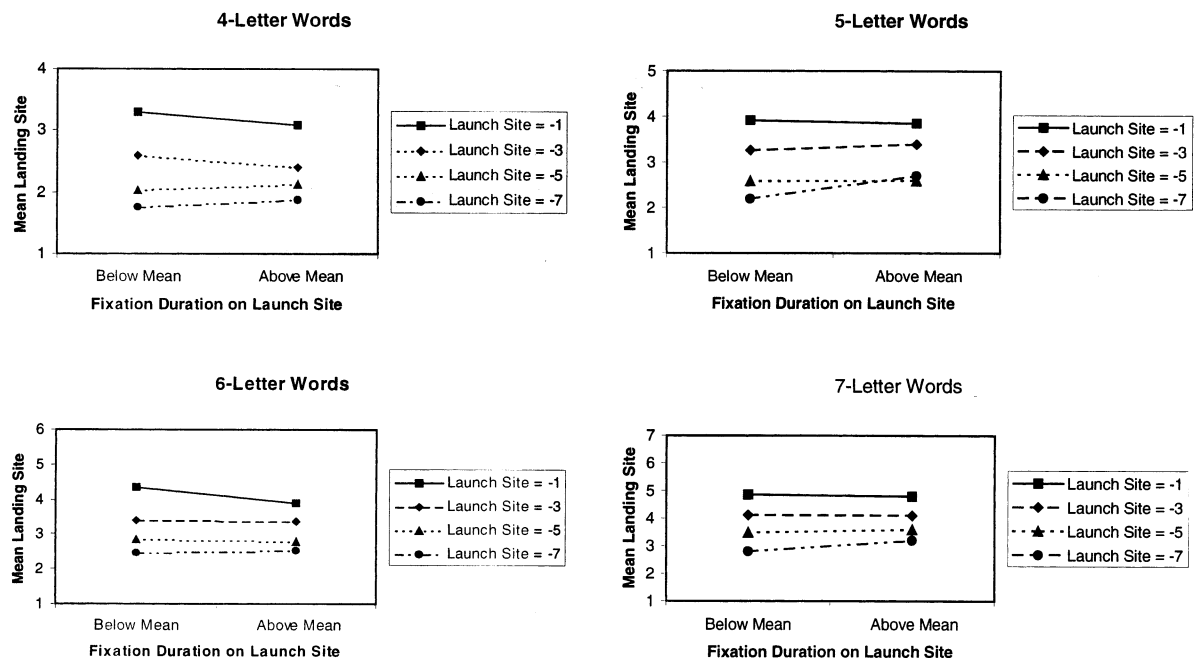 4-Letter Words
4
3
2
1
Mean Landing Site
Below Mean
Above Mean
Fixation Duration on Launch Site
Launch Site = -1
Launch Site = -3
Launch Site = -5
Launch Site = -7
5-Letter Words
5
4
3
2
1
Mean Landing Site
Below Mean
Above Mean
Fixation Duration on Launch Site
Launch Site = -1
Launch Site = -3
Launch Site = -5
Launch Site = -7
6-Letter Words
6
5
4
3
2
1
Mean Landing Site
Below Mean
Above Mean
Fixation Duration on Launch Site
Launch Site = -1
Launch Site = -3
Launch Site = -5
Launch Site = -7
7-Letter Words
7
6
5
4
3
2
1
Mean Landing Site
Below Mean
Above Mean
Fixation Duration on Launch Site
Launch Site = -1
Launch Site = -3
Launch Site = -5
Launch Site = -7